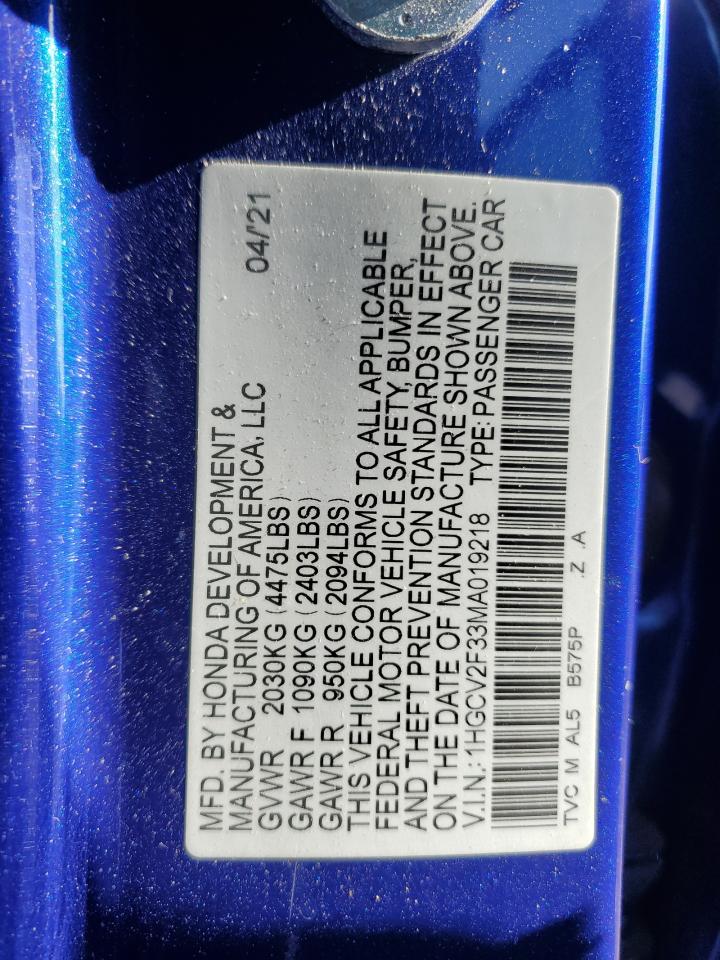 MFD. BY HONDA DEVELOPMENT &
MANUFACTURING OF AMERICA, LLC 04/'21
GVWR 2030KG (4475LBS)
GAWR F 1090KG (2403LBS)
GAWR R 950KG (2094LBS)
THIS VEHICLE CONFORMS TO ALL APPLICABLE
FEDERAL MOTOR VEHICLE SAFETY, BUMPER,
AND THEFT PREVENTION STANDARDS IN EFFECT
ON THE DATE OF MANUFACTURE SHOWN ABOVE.
V.I.N.: 1HGCV2F33MA019218 TYPE: PASSENGER CAR
TVC M AL5 B575P .Z .A